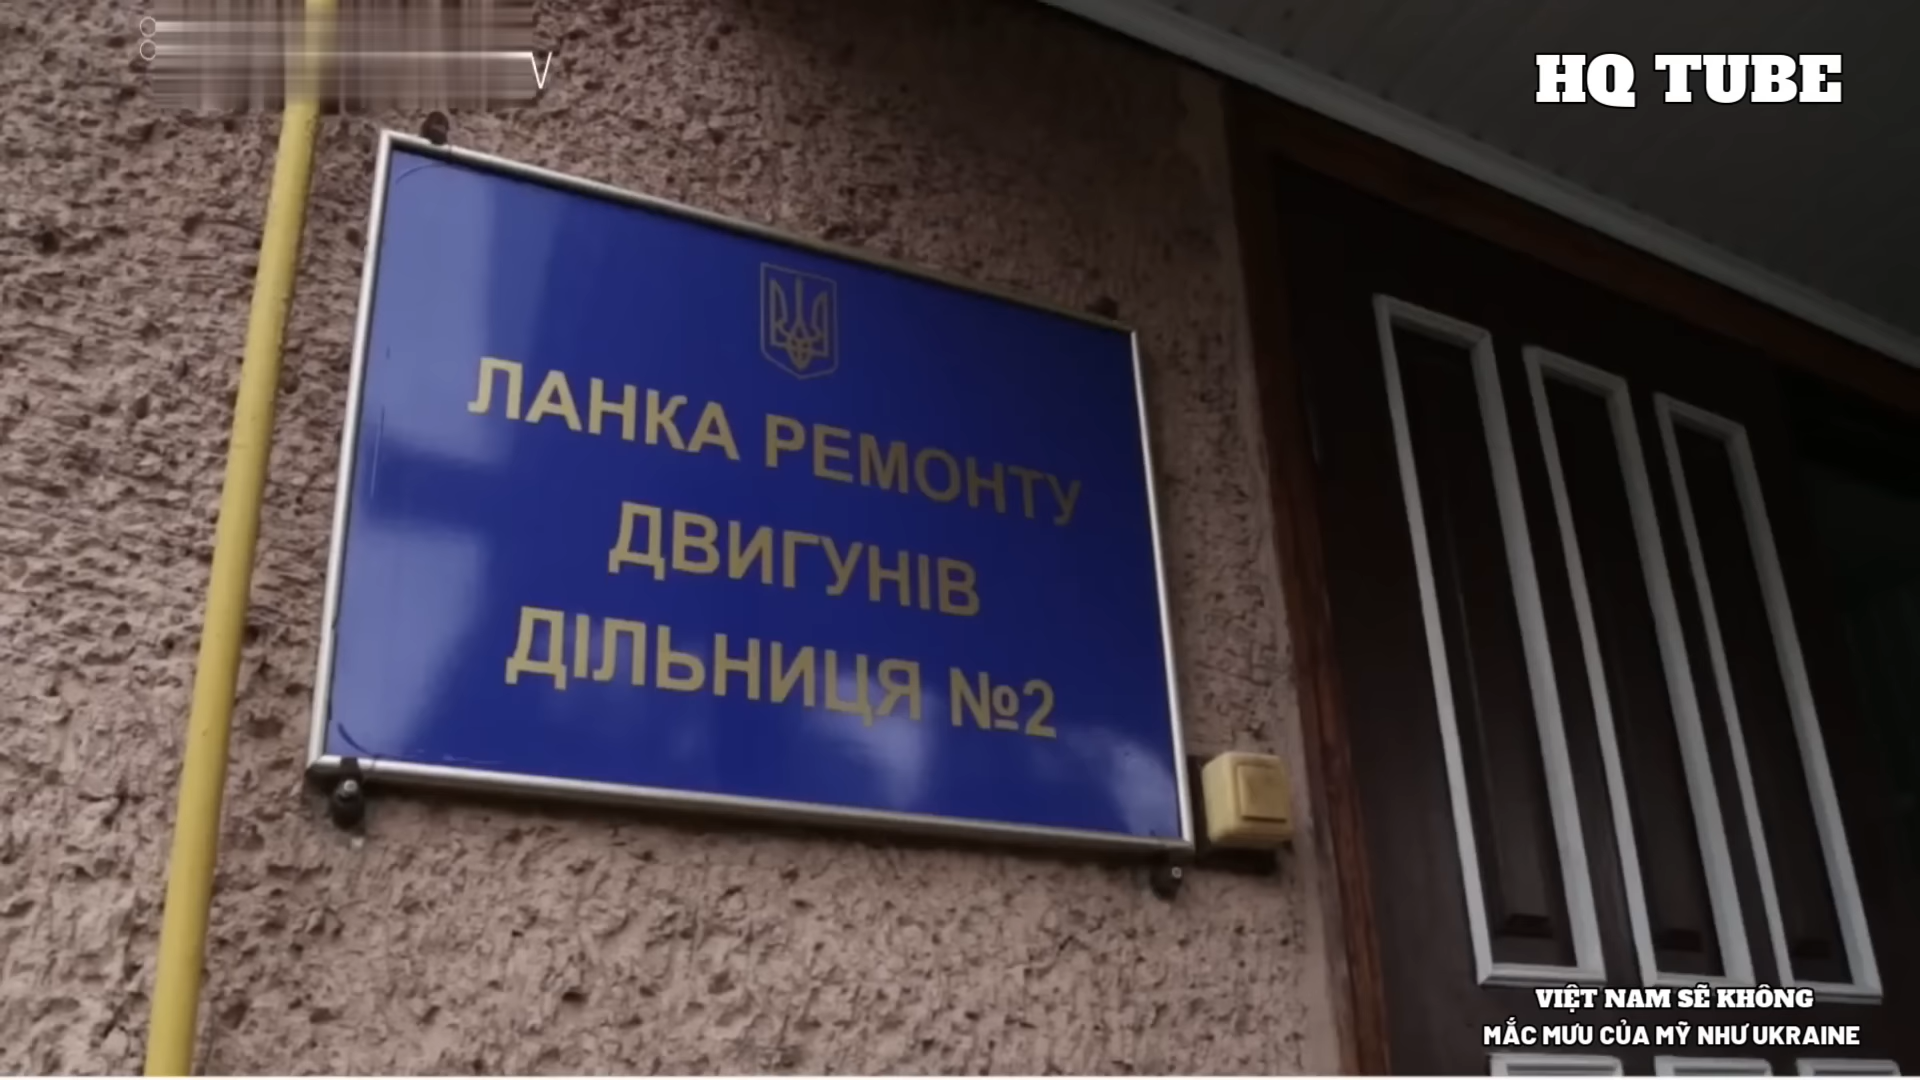 HQ TUBE
ЛАНКА РЕМОНТУ
ДВИГУНІВ
ДІЛЬНИЦЯ №2
VIỆT NAM SẼ KHÔNG
MẮC MƯU CỦA MỸ NHƯ UKRAINE